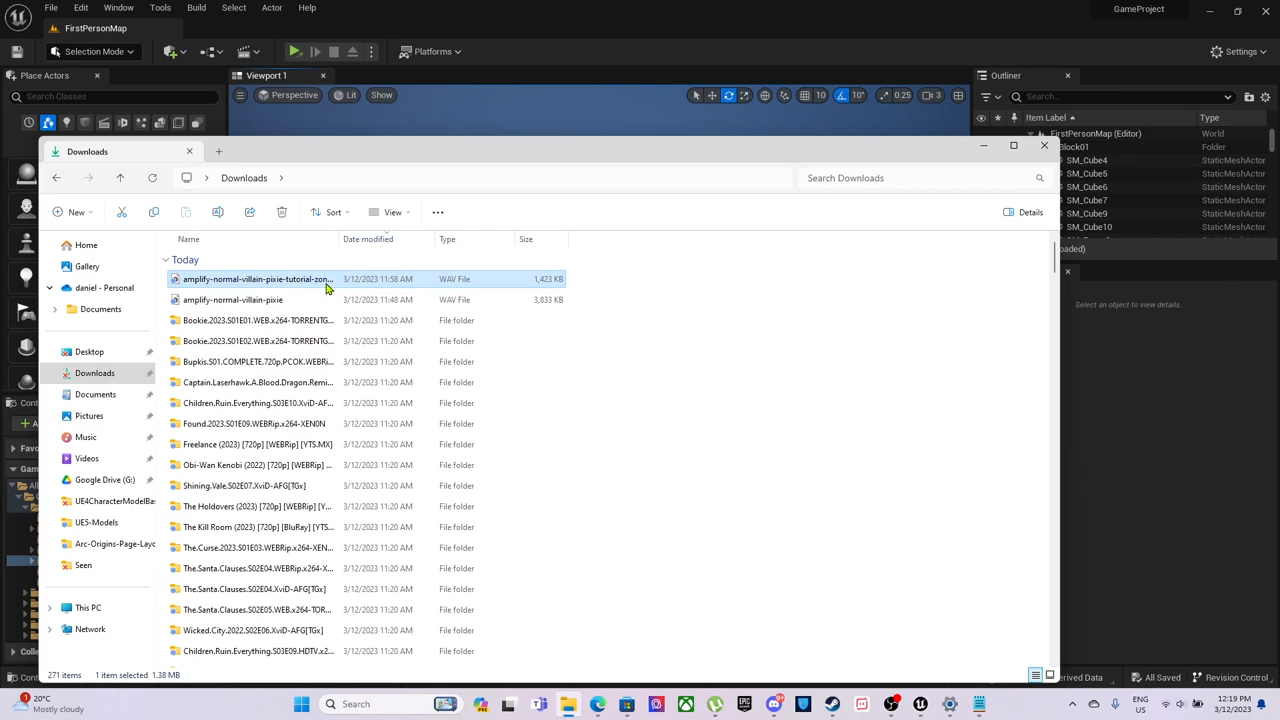 File Edit Window Tools Build Select Actor Help GameProject
FirstPersonMap
Selection Mode Platforms Settings
Place Actors Viewport 1 Outliner
Search Classes Perspective Lit Show 10 10° 0.25 3 Search...
Item Label Type
FirstPersonMap (Editor) World
Block01 Folder
SM_Cube4 StaticMeshActor
SM_Cube5 StaticMeshActor
SM_Cube6 StaticMeshActor
SM_Cube7 StaticMeshActor
SM_Cube9 StaticMeshActor
SM_Cube10 StaticMeshActor
Select an object to view details.
Downloads
Downloads Search Downloads
New Sort View Details
Name Date modified Type Size
Today
amplify-normal-villain-pixie-tutorial-zon... 3/12/2023 11:58 AM WAV File 1,423 KB
amplify-normal-villain-pixie 3/12/2023 11:48 AM WAV File 3,833 KB
Bookie.2023.S01E01.WEB.x264-TORRENTG... 3/12/2023 11:20 AM File folder
Bookie.2023.S01E02.WEB.x264-TORRENTG... 3/12/2023 11:20 AM File folder
Bupkis.S01.COMPLETE.720p.PCOK.WEBRi... 3/12/2023 11:20 AM File folder
Captain.Laserhawk.A.Blood.Dragon.Remi... 3/12/2023 11:20 AM File folder
Children.Ruin.Everything.S03E10.XviD-AF... 3/12/2023 11:20 AM File folder
Found.2023.S01E09.WEBRip.x264-XEN0N 3/12/2023 11:20 AM File folder
Freelance (2023) [720p] [WEBRip] [YTS.MX] 3/12/2023 11:20 AM File folder
Obi-Wan Kenobi (2022) [720p] [WEBRip] ... 3/12/2023 11:20 AM File folder
Shining.Vale.S02E07.XviD-AFG[TGx] 3/12/2023 11:20 AM File folder
The Holdovers (2023) [720p] [WEBRip] [Y... 3/12/2023 11:20 AM File folder
The Kill Room (2023) [720p] [BluRay] [YTS... 3/12/2023 11:20 AM File folder
The.Curse.2023.S01E03.WEBRip.x264-XEN... 3/12/2023 11:20 AM File folder
The.Santa.Clauses.S02E04.WEBRip.x264-X... 3/12/2023 11:20 AM File folder
The.Santa.Clauses.S02E04.XviD-AFG[TGx] 3/12/2023 11:20 AM File folder
The.Santa.Clauses.S02E05.WEB.x264-TOR... 3/12/2023 11:20 AM File folder
Wicked.City.2022.S02E06.XviD-AFG[TGx] 3/12/2023 11:20 AM File folder
Children.Ruin.Everything.S03E09.HDTV.x2... 3/12/2023 11:20 AM File folder
Home
Gallery
daniel - Personal
Documents
Desktop
Downloads
Documents
Pictures
Music
Videos
Google Drive (G:)
UE4CharacterModelBas
UE5-Models
Arc-Origins-Page-Layo
Seen
This PC
Network
271 items 1 item selected 1.38 MB
All Saved Revision Control
20°C
Mostly cloudy
Search
ENG
US
12:19 PM
3/12/2023